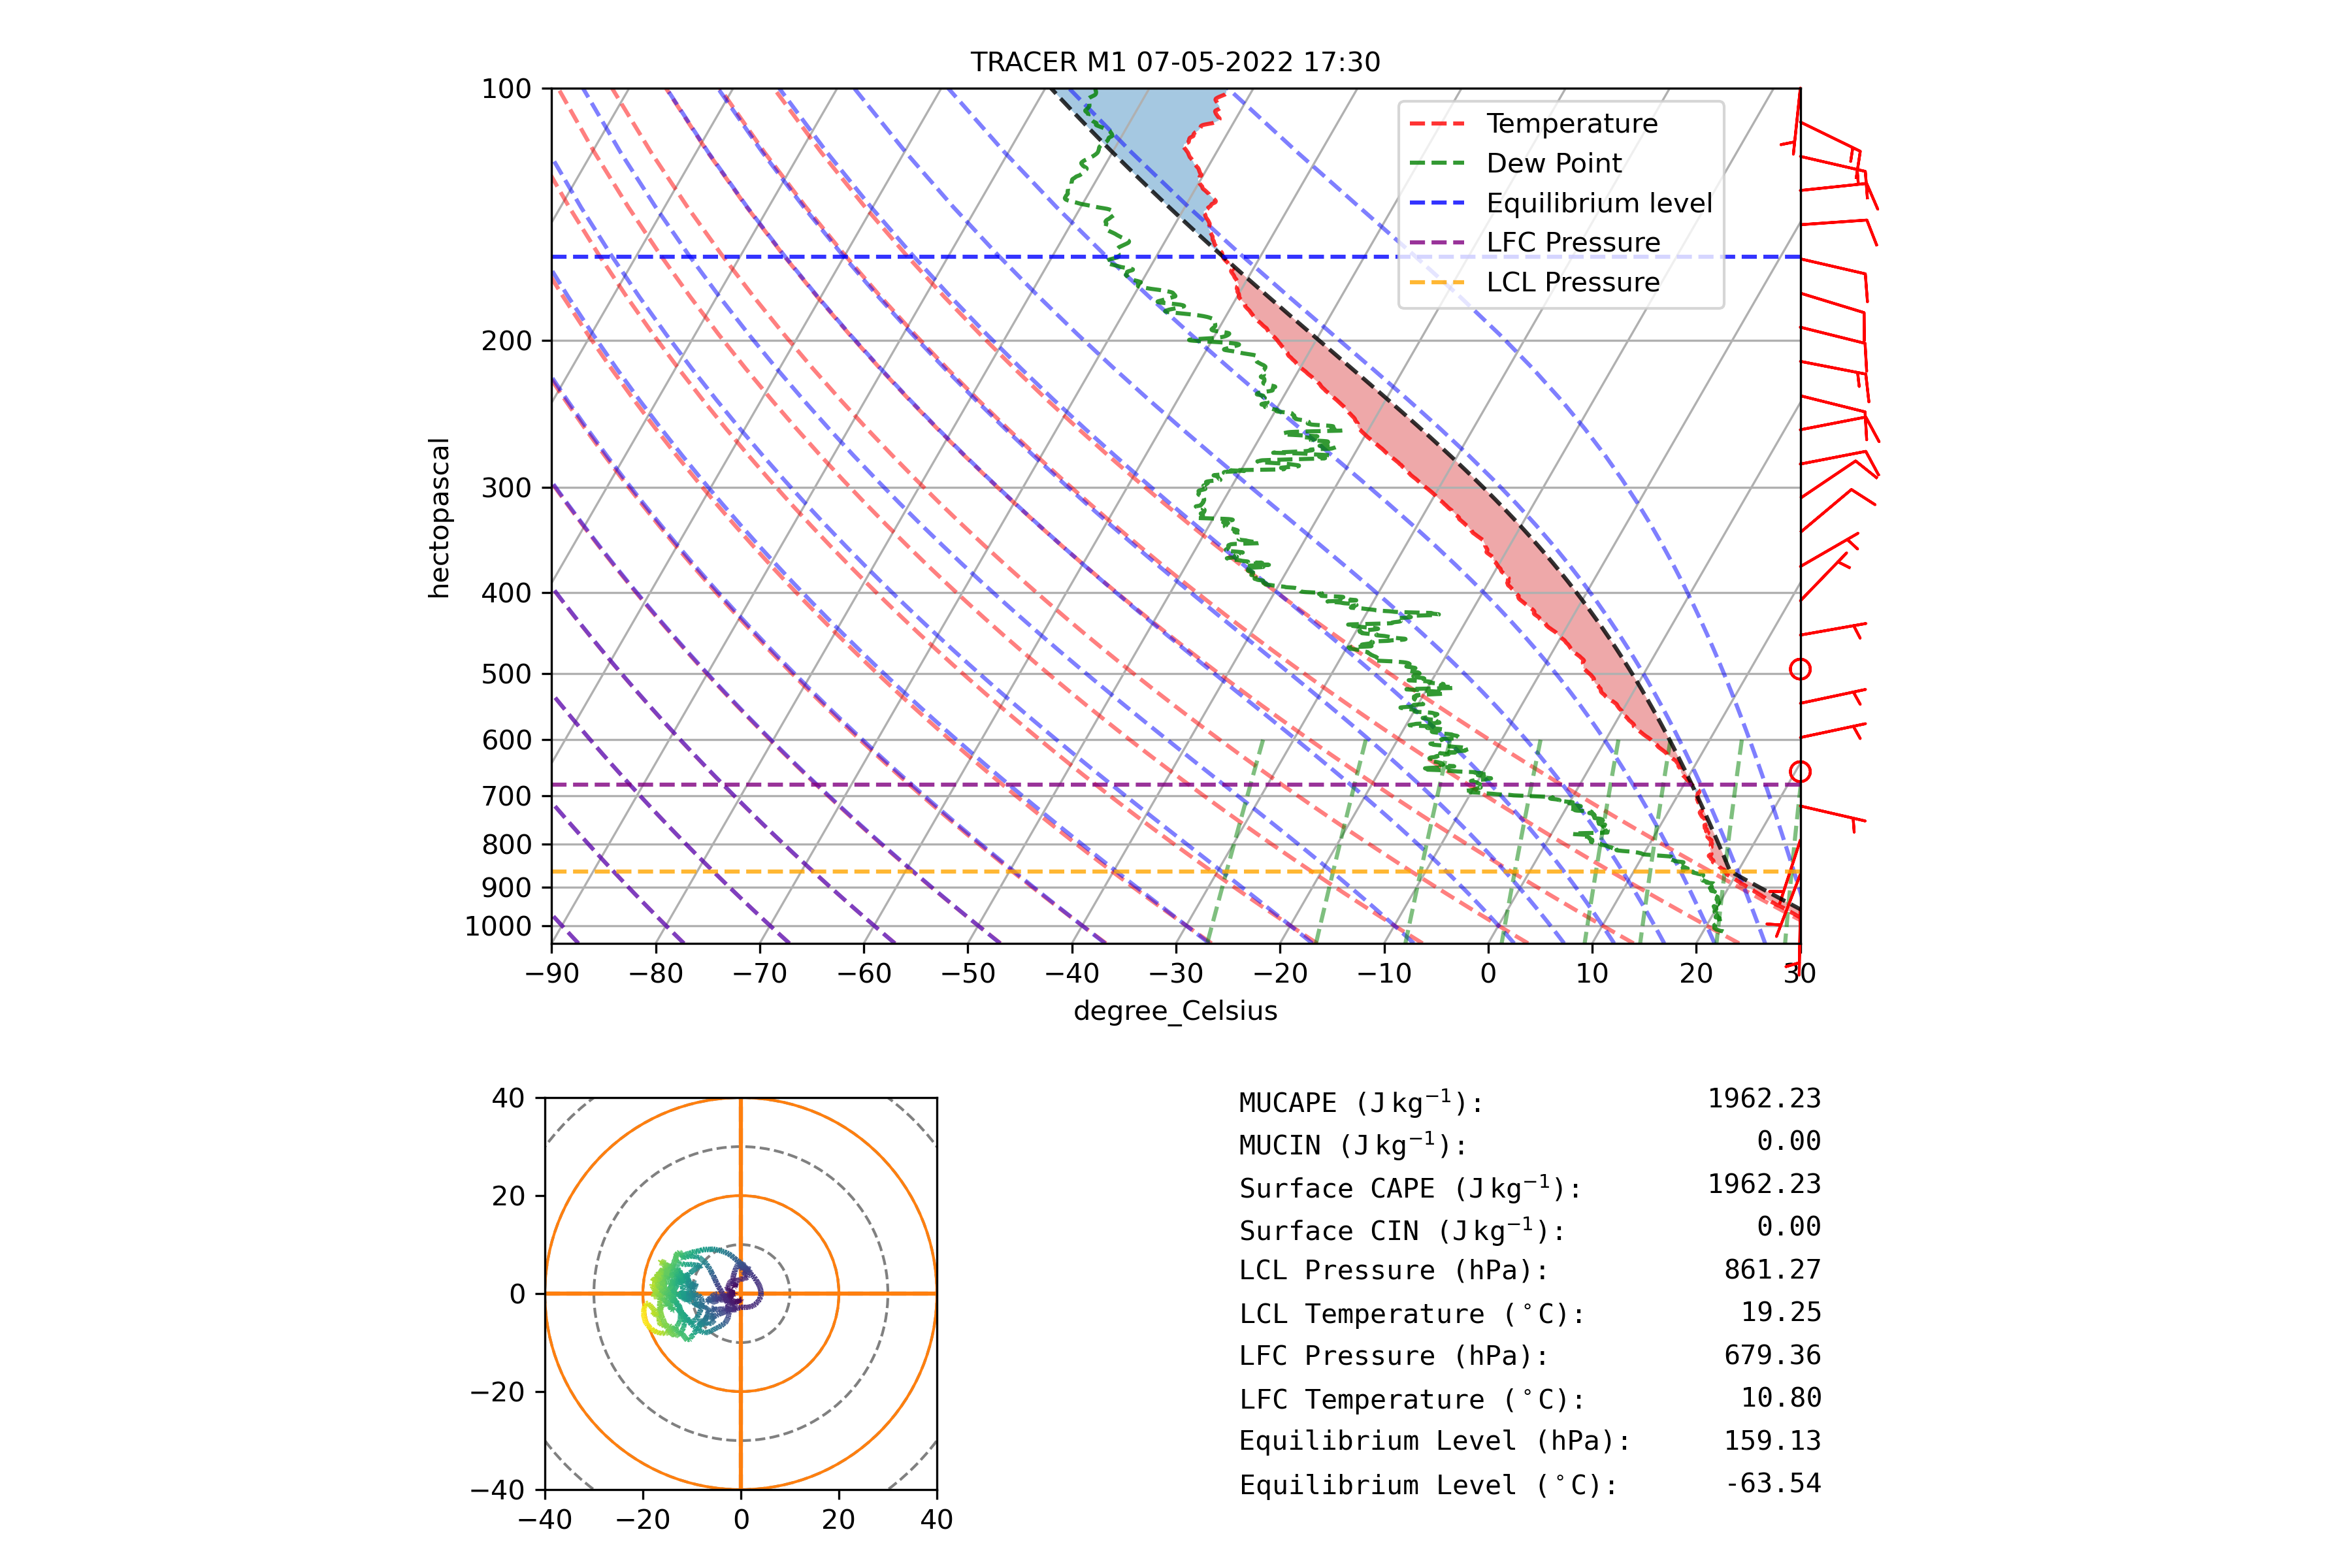 TRACER M1 07-05-2022 17:30
100
200
300
400
500
600
700
800
900
1000
hectopascal
Temperature
Dew Point
Equilibrium level
LFC Pressure
LCL Pressure
−90 −80 −70 −60 −50 −40 −30 −20 −10 0 10 20 30
degree_Celsius
40
20
0
−20
−40
−40 −20 0 20 40
MUCAPE (J kg⁻¹): 1962.23
MUCIN (J kg⁻¹): 0.00
Surface CAPE (J kg⁻¹): 1962.23
Surface CIN (J kg⁻¹): 0.00
LCL Pressure (hPa): 861.27
LCL Temperature (°C): 19.25
LFC Pressure (hPa): 679.36
LFC Temperature (°C): 10.80
Equilibrium Level (hPa): 159.13
Equilibrium Level (°C): -63.54